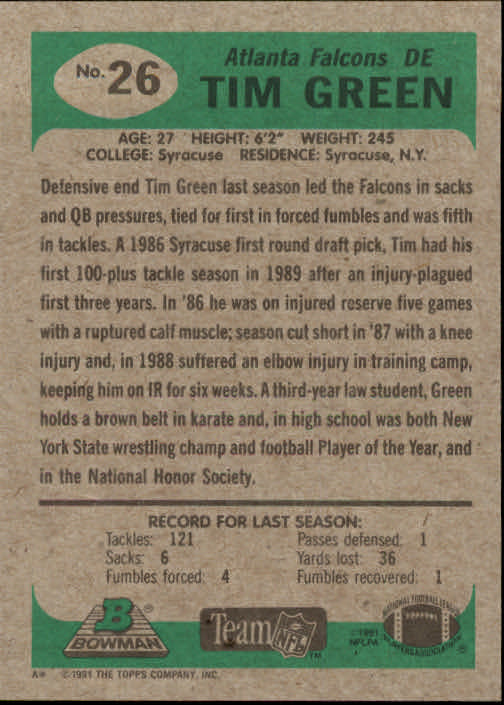 No. 26
Atlanta Falcons DE
TIM GREEN
AGE: 27 HEIGHT: 6'2" WEIGHT: 245
COLLEGE: Syracuse RESIDENCE: Syracuse, N.Y.
Defensive end Tim Green last season led the Falcons in sacks
and QB pressures, tied for first in forced fumbles and was fifth
in tackles. A 1986 Syracuse first round draft pick, Tim had his
first 100-plus tackle season in 1989 after an injury-plagued
first three years. In '86 he was on injured reserve five games
with a ruptured calf muscle; season cut short in '87 with a knee
injury and, in 1988 suffered an elbow injury in training camp,
keeping him on IR for six weeks. A third-year law student, Green
holds a brown belt in karate and, in high school was both New
York State wrestling champ and football Player of the Year, and
in the National Honor Society.
RECORD FOR LAST SEASON:
Tackles: 121 Passes defensed: 1
Sacks: 6 Yards lost: 36
Fumbles forced: 4 Fumbles recovered: 1
B
BOWMAN®
Team NFL™
©1991
NFLPA
NATIONAL FOOTBALL LEAGUE
PLAYERS ASSOCIATION®
A* ©1991 THE TOPPS COMPANY, INC.